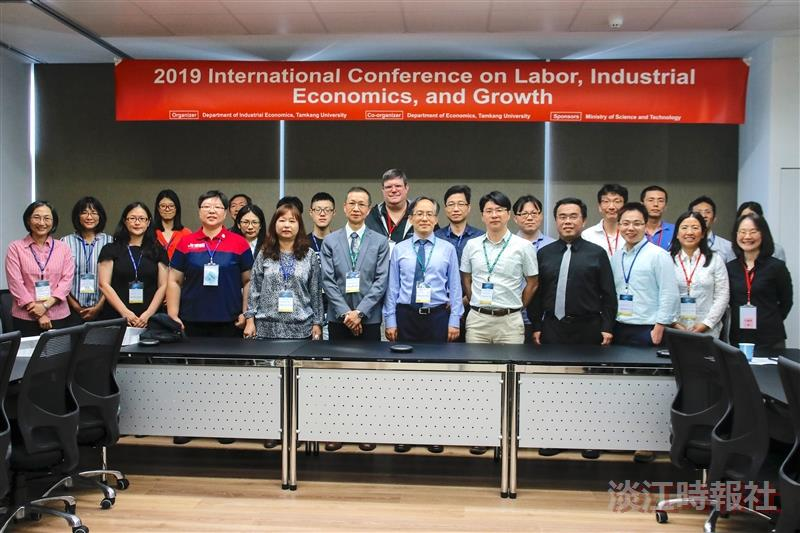 2019 International Conference on Labor, Industrial
Economics, and Growth
Organizer Department of Industrial Economics, Tamkang University Co-organizer Department of Economics, Tamkang University Sponsors Ministry of Science and Technology
淡江時報社